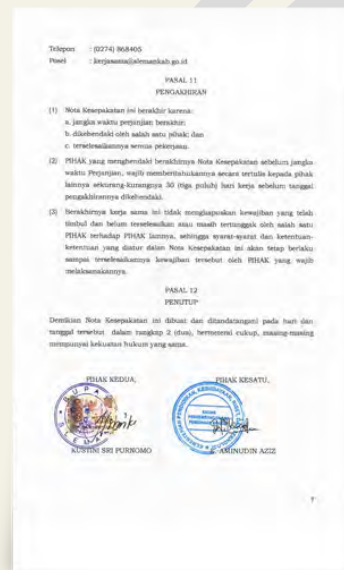 Telepon : (0274) 868405
Posel : kerjasama@slemankab.go.id
PASAL 11
PENGAKHIRAN
(1) Nota Kesepakatan ini berakhir karena:
a. jangka waktu perjanjian berakhir;
b. dikehendaki oleh salah satu pihak; dan
c. terselesaikannya semua pekerjaan.
(2) PIHAK yang menghendaki berakhirnya Nota Kesepakatan sebelum jangka
waktu Perjanjian, wajib memberitahukannya secara tertulis kepada pihak
lainnya sekurang-kurangnya 30 (tiga puluh) hari kerja sebelum tanggal
pengakhirannya dikehendaki.
(3) Berakhirnya kerja sama ini tidak menghapuskan kewajiban yang telah
timbul dan belum terselesaikan atau masih tertunggak oleh salah satu
PIHAK terhadap PIHAK lainnya, sehingga syarat-syarat dan ketentuan-
ketentuan yang diatur dalam Nota Kesepakatan ini akan tetap berlaku
sampai terselesaikannya kewajiban tersebut oleh PIHAK yang wajib
melaksanakannya.
PASAL 12
PENUTUP
Demikian Nota Kesepakatan ini dibuat dan ditandatangani pada hari dan
tanggal tersebut dalam rangkap 2 (dua), bermeterai cukup, masing-masing
mempunyai kekuatan hukum yang sama.
PIHAK KEDUA, PIHAK KESATU,
BUPATI
SLEMAN
KUSTINI SRI PURNOMO AMINUDIN AZIZ
7